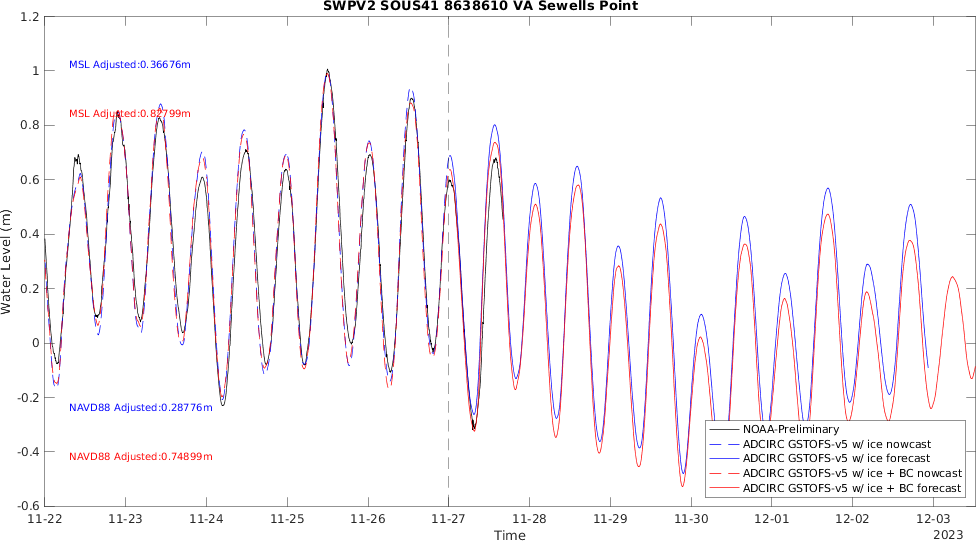 SWPV2 SOUS41 8638610 VA Sewells Point
1.2
1
0.8
0.6
0.4
0.2
0
-0.2
-0.4
-0.6
Water Level (m)
MSL Adjusted:0.36676m
MSL Adjusted:0.82799m
NAVD88 Adjusted:0.28776m
NAVD88 Adjusted:0.74899m
NOAA-Preliminary
ADCIRC GSTOFS-v5 w/ ice nowcast
ADCIRC GSTOFS-v5 w/ ice forecast
ADCIRC GSTOFS-v5 w/ ice + BC nowcast
ADCIRC GSTOFS-v5 w/ ice + BC forecast
11-22 11-23 11-24 11-25 11-26 11-27 11-28 11-29 11-30 12-01 12-02 12-03
Time
2023